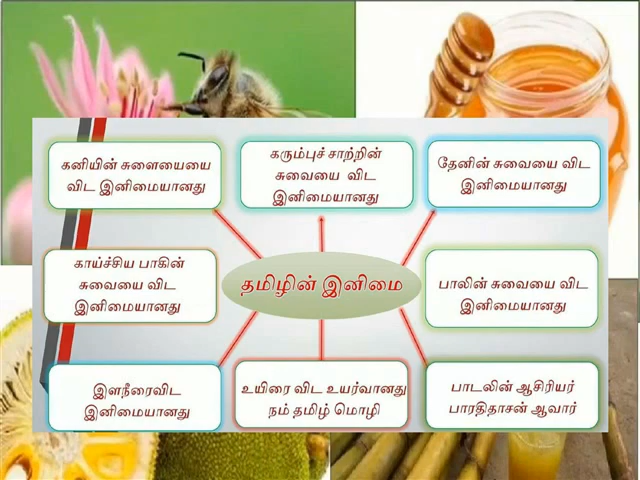 கனியின் சுளையையை
விட இனிமையானது
கரும்புச் சாற்றின்
சுவையை விட
இனிமையானது
தேனின் சுவையை விட
இனிமையானது
காய்ச்சிய பாகின்
சுவையை விட
இனிமையானது
தமிழின் இனிமை
பாலின் சுவையை விட
இனிமையானது
இளநீரைவிட
இனிமையானது
உயிரை விட உயர்வானது
நம் தமிழ் மொழி
பாடலின் ஆசிரியர்
பாரதிதாசன் ஆவார்